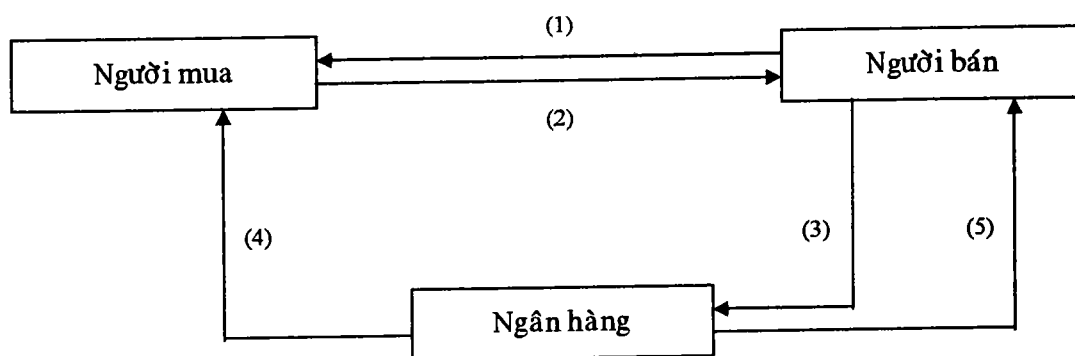 (1)
Người mua
Người bán
(2)
(4)
(3)
(5)
Ngân hàng